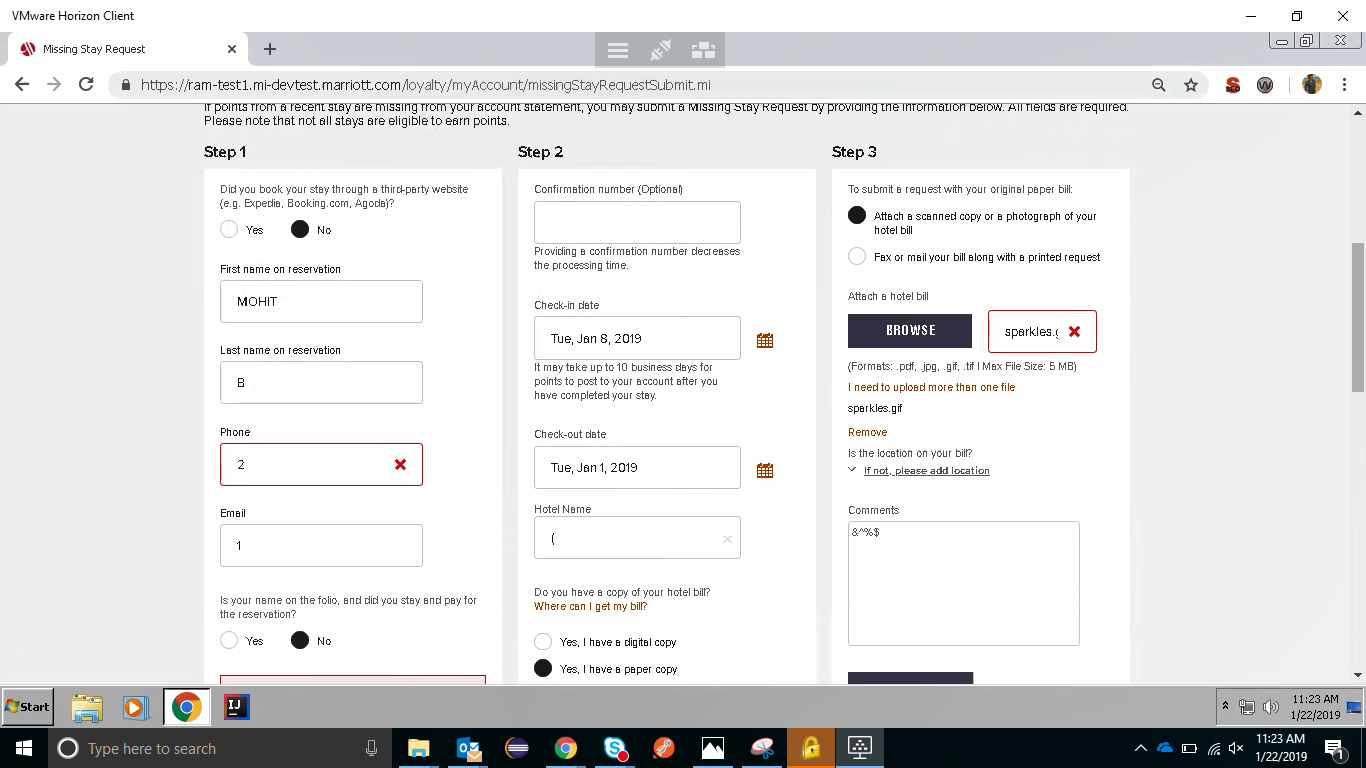 VMware Horizon Client
Missing Stay Request
https://ram-test1.mi-devtest.marriott.com/loyalty/myAccount/missingStayRequestSubmit.mi
If points from a recent stay are missing from your account statement, you may submit a Missing Stay Request by providing the information below. All fields are required.
Please note that not all stays are eligible to earn points.
Step 1
Did you book your stay through a third-party website
(e.g. Expedia, Booking.com, Agoda)?
Yes No
First name on reservation
MOHIT
Last name on reservation
B
Phone
2
Email
1
Is your name on the folio, and did you stay and pay for
the reservation?
Yes No
Step 2
Confirmation number (Optional)
Providing a confirmation number decreases
the processing time.
Check-in date
Tue, Jan 8, 2019
It may take up to 10 business days for
points to post to your account after you
have completed your stay.
Check-out date
Tue, Jan 1, 2019
Hotel Name
(
Do you have a copy of your hotel bill?
Where can I get my bill?
Yes, I have a digital copy
Yes, I have a paper copy
Step 3
To submit a request with your original paper bill:
Attach a scanned copy or a photograph of your
hotel bill
Fax or mail your bill along with a printed request
Attach a hotel bill
BROWSE
sparkles.g
(Formats: .pdf, .jpg, .gif, .tif | Max File Size: 5 MB)
I need to upload more than one file
sparkles.gif
Remove
Is the location on your bill?
If not, please add location
Comments
&^%$
Start
IJ
11:23 AM
1/22/2019
Type here to search
11:23 AM
1/22/2019
1